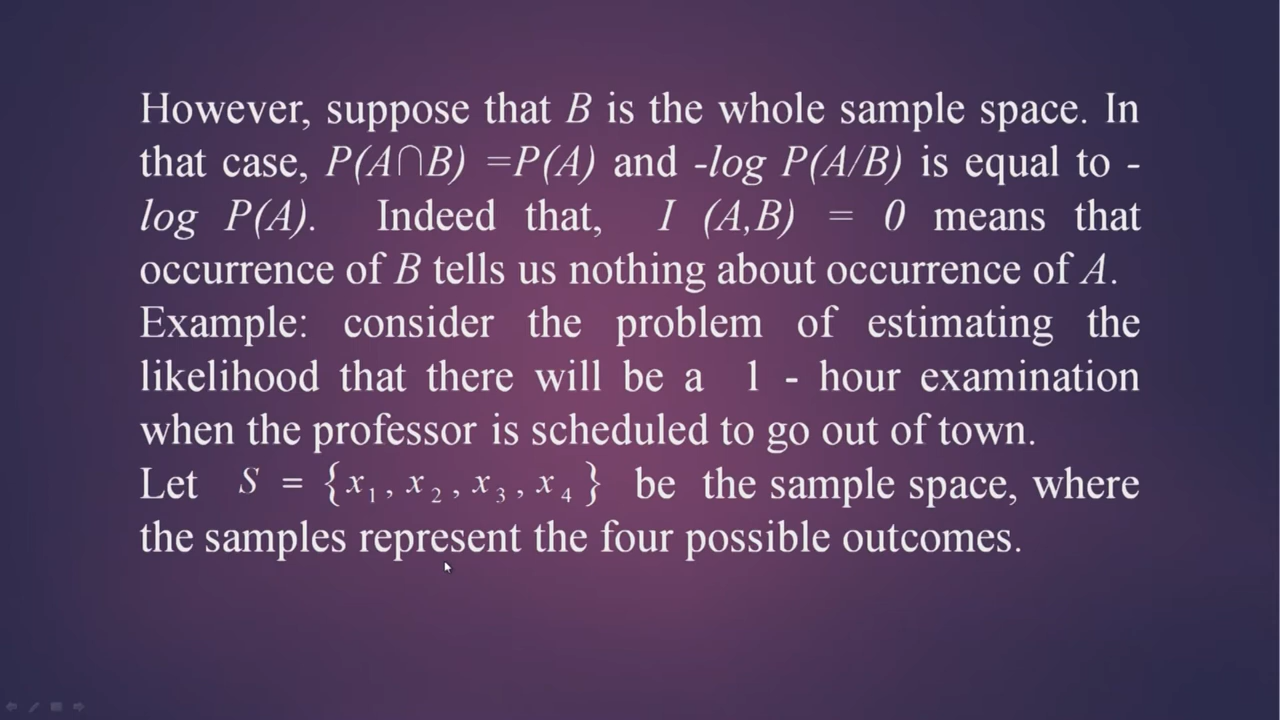 However, suppose that B is the whole sample space. In
that case, P(A∩B) =P(A) and -log P(A/B) is equal to -
log P(A). Indeed that, I (A,B) = 0 means that
occurrence of B tells us nothing about occurrence of A.
Example: consider the problem of estimating the
likelihood that there will be a 1 - hour examination
when the professor is scheduled to go out of town.
Let S = {x₁, x₂, x₃, x₄} be the sample space, where
the samples represent the four possible outcomes.